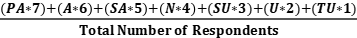 (PA*7)+(A*6)+(SA*5)+(N*4)+(SU*3)+(U*2)+(TU*1)
Total Number of Respondents